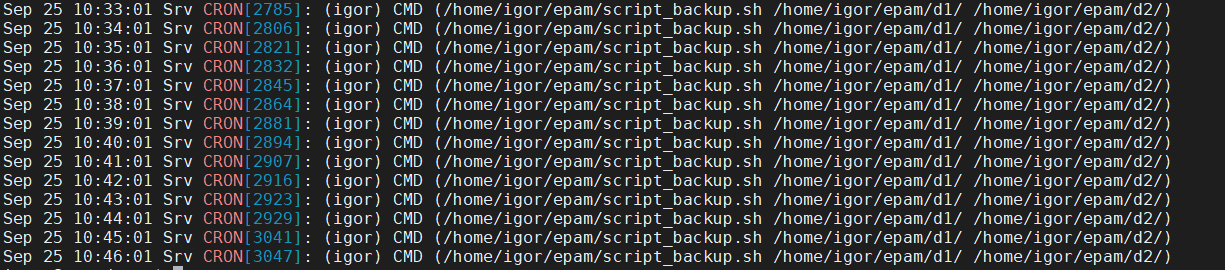 Sep 25 10:33:01 Srv CRON[2785]: (igor) CMD (/home/igor/epam/script_backup.sh /home/igor/epam/d1/ /home/igor/epam/d2/)
Sep 25 10:34:01 Srv CRON[2806]: (igor) CMD (/home/igor/epam/script_backup.sh /home/igor/epam/d1/ /home/igor/epam/d2/)
Sep 25 10:35:01 Srv CRON[2821]: (igor) CMD (/home/igor/epam/script_backup.sh /home/igor/epam/d1/ /home/igor/epam/d2/)
Sep 25 10:36:01 Srv CRON[2832]: (igor) CMD (/home/igor/epam/script_backup.sh /home/igor/epam/d1/ /home/igor/epam/d2/)
Sep 25 10:37:01 Srv CRON[2845]: (igor) CMD (/home/igor/epam/script_backup.sh /home/igor/epam/d1/ /home/igor/epam/d2/)
Sep 25 10:38:01 Srv CRON[2864]: (igor) CMD (/home/igor/epam/script_backup.sh /home/igor/epam/d1/ /home/igor/epam/d2/)
Sep 25 10:39:01 Srv CRON[2881]: (igor) CMD (/home/igor/epam/script_backup.sh /home/igor/epam/d1/ /home/igor/epam/d2/)
Sep 25 10:40:01 Srv CRON[2894]: (igor) CMD (/home/igor/epam/script_backup.sh /home/igor/epam/d1/ /home/igor/epam/d2/)
Sep 25 10:41:01 Srv CRON[2907]: (igor) CMD (/home/igor/epam/script_backup.sh /home/igor/epam/d1/ /home/igor/epam/d2/)
Sep 25 10:42:01 Srv CRON[2916]: (igor) CMD (/home/igor/epam/script_backup.sh /home/igor/epam/d1/ /home/igor/epam/d2/)
Sep 25 10:43:01 Srv CRON[2923]: (igor) CMD (/home/igor/epam/script_backup.sh /home/igor/epam/d1/ /home/igor/epam/d2/)
Sep 25 10:44:01 Srv CRON[2929]: (igor) CMD (/home/igor/epam/script_backup.sh /home/igor/epam/d1/ /home/igor/epam/d2/)
Sep 25 10:45:01 Srv CRON[3041]: (igor) CMD (/home/igor/epam/script_backup.sh /home/igor/epam/d1/ /home/igor/epam/d2/)
Sep 25 10:46:01 Srv CRON[3047]: (igor) CMD (/home/igor/epam/script_backup.sh /home/igor/epam/d1/ /home/igor/epam/d2/)